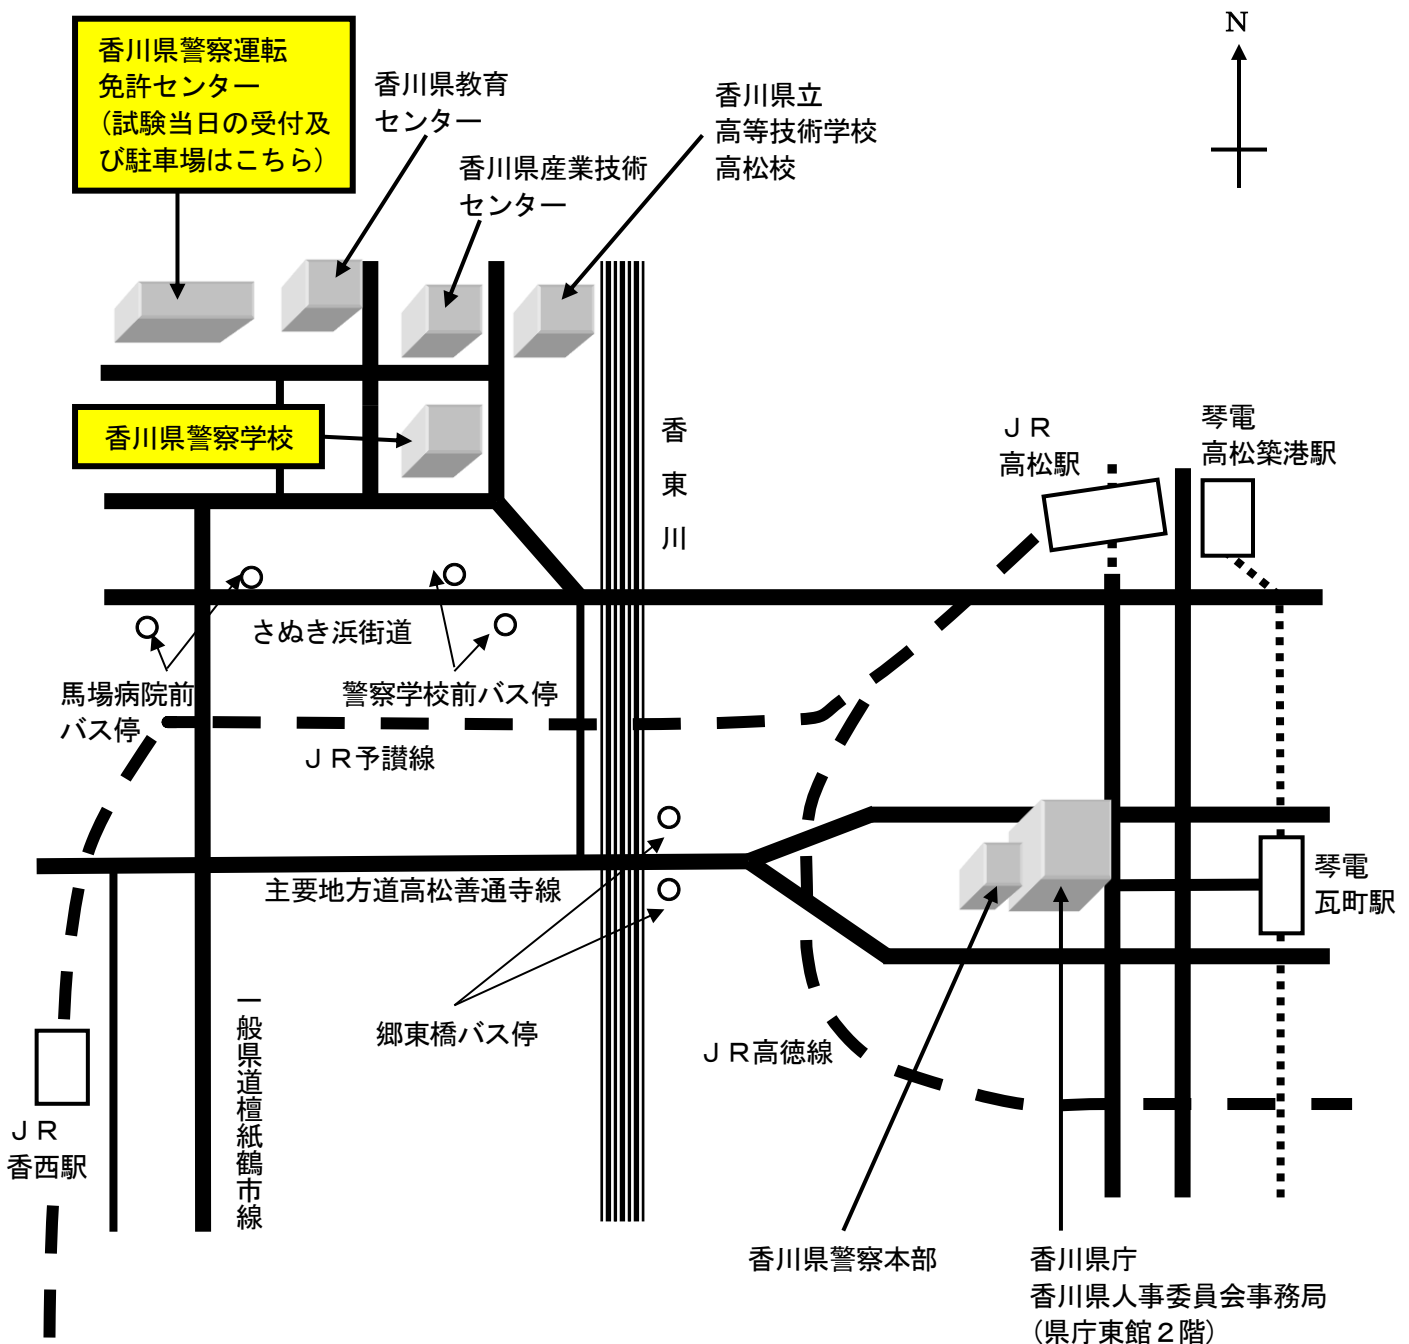 香川県警察運転
免許センター
（試験当日の受付及
び駐車場はこちら）
香川県教育
センター
香川県産業技術
センター
香川県立
高等技術学校
高松校
N
香川県警察学校
香東川
ＪＲ
高松駅
琴電
高松築港駅
さぬき浜街道
馬場病院前
バス停
警察学校前バス停
ＪＲ予讃線
主要地方道高松善通寺線
琴電
瓦町駅
一般県道檀紙鶴市線
郷東橋バス停
ＪＲ高徳線
ＪＲ
香西駅
香川県警察本部
香川県庁
香川県人事委員会事務局
（県庁東館２階）